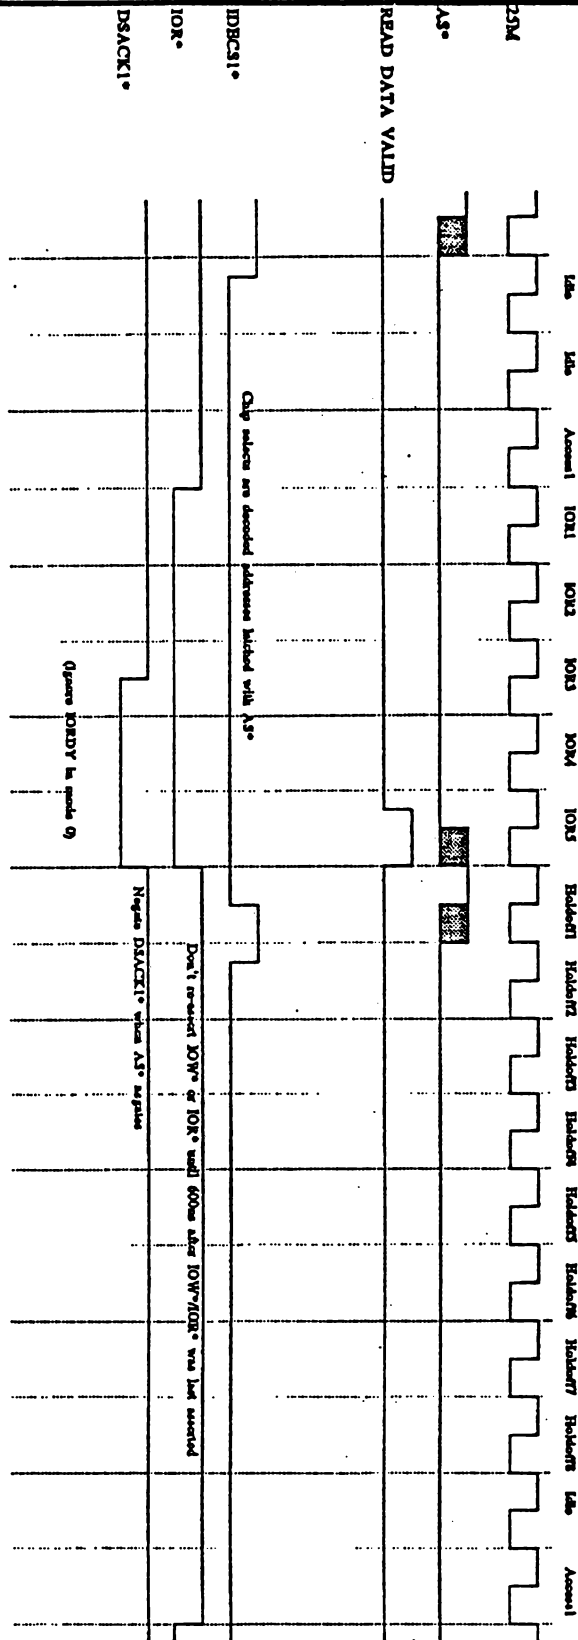 25M
Idle
Idle
Access1
IOR1
IOR2
IOR3
IOR4
IOR5
Holdoff1
Holdoff2
Holdoff3
Holdoff4
Holdoff5
Holdoff6
Holdoff7
Holdoff8
Idle
Access1
AS*
READ DATA VALID
IDECS1*
Chip selects are decoded addresses latched with AS*
IOR*
Don't re-assert IOW* or IOR* until 600ns after IOW*/IOR* was last asserted
DSACK1*
Negate DSACK1* when AS* negates
(Ignore IORDY in mode 0)